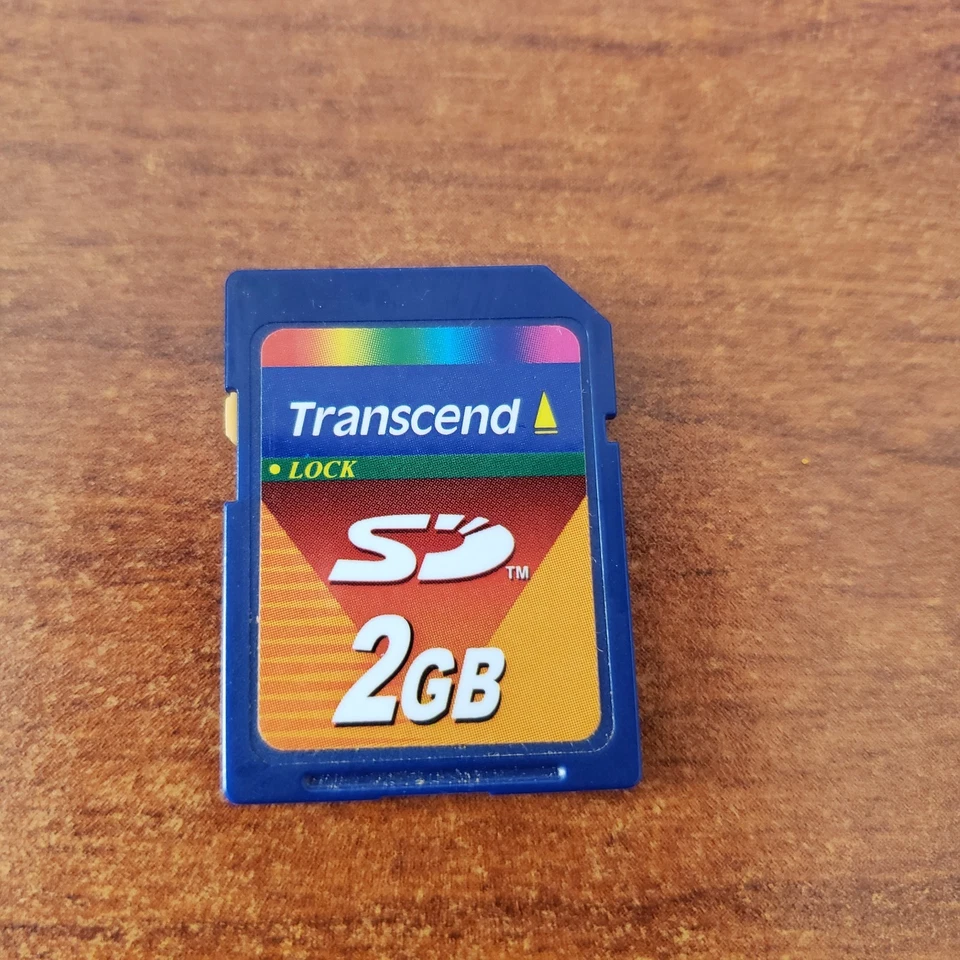 Transcend
• LOCK
SD™
2GB